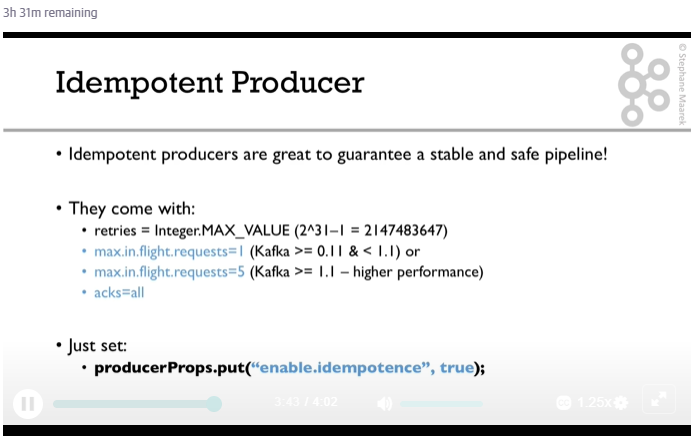 3h 31m remaining
Idempotent Producer
© Stephane Maarek
• Idempotent producers are great to guarantee a stable and safe pipeline!
• They come with:
• retries = Integer.MAX_VALUE (2^31–1 = 2147483647)
• max.in.flight.requests=1 (Kafka >= 0.11 & < 1.1) or
• max.in.flight.requests=5 (Kafka >= 1.1 – higher performance)
• acks=all
• Just set:
• producerProps.put(“enable.idempotence”, true);
3:43 / 4:02
1.25x